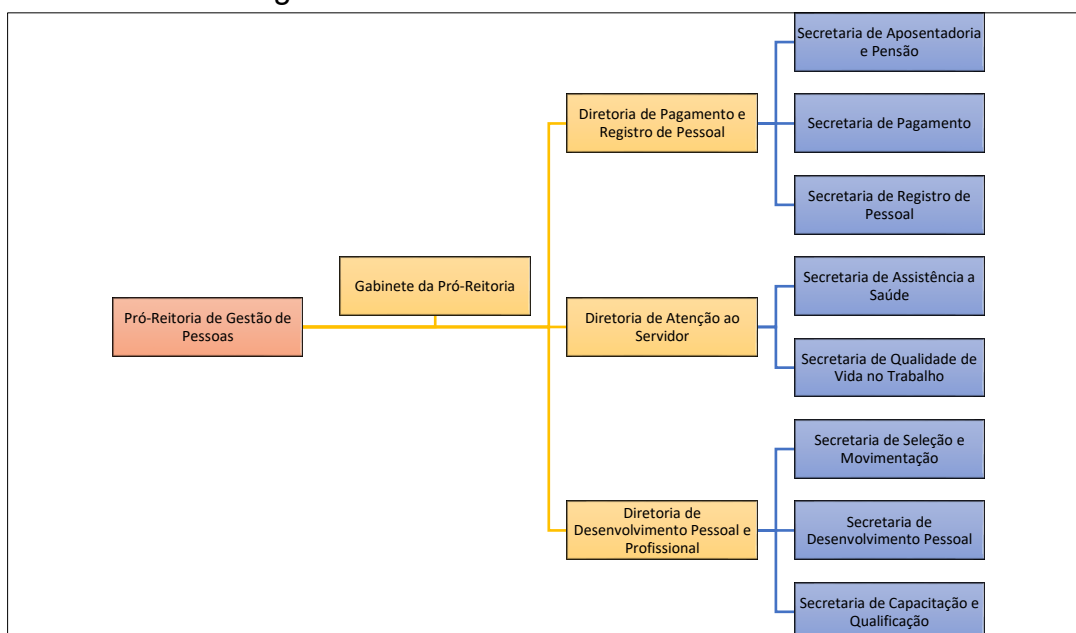 Secretaria de Aposentadoria
e Pensão
Diretoria de Pagamento e
Registro de Pessoal
Secretaria de Pagamento
Secretaria de Registro de
Pessoal
Gabinete da Pró-Reitoria
Pró-Reitoria de Gestão de
Pessoas
Diretoria de Atenção ao
Servidor
Secretaria de Assistência a
Saúde
Secretaria de Qualidade de
Vida no Trabalho
Diretoria de
Desenvolvimento Pessoal e
Profissional
Secretaria de Seleção e
Movimentação
Secretaria de
Desenvolvimento Pessoal
Secretaria de Capacitação e
Qualificação